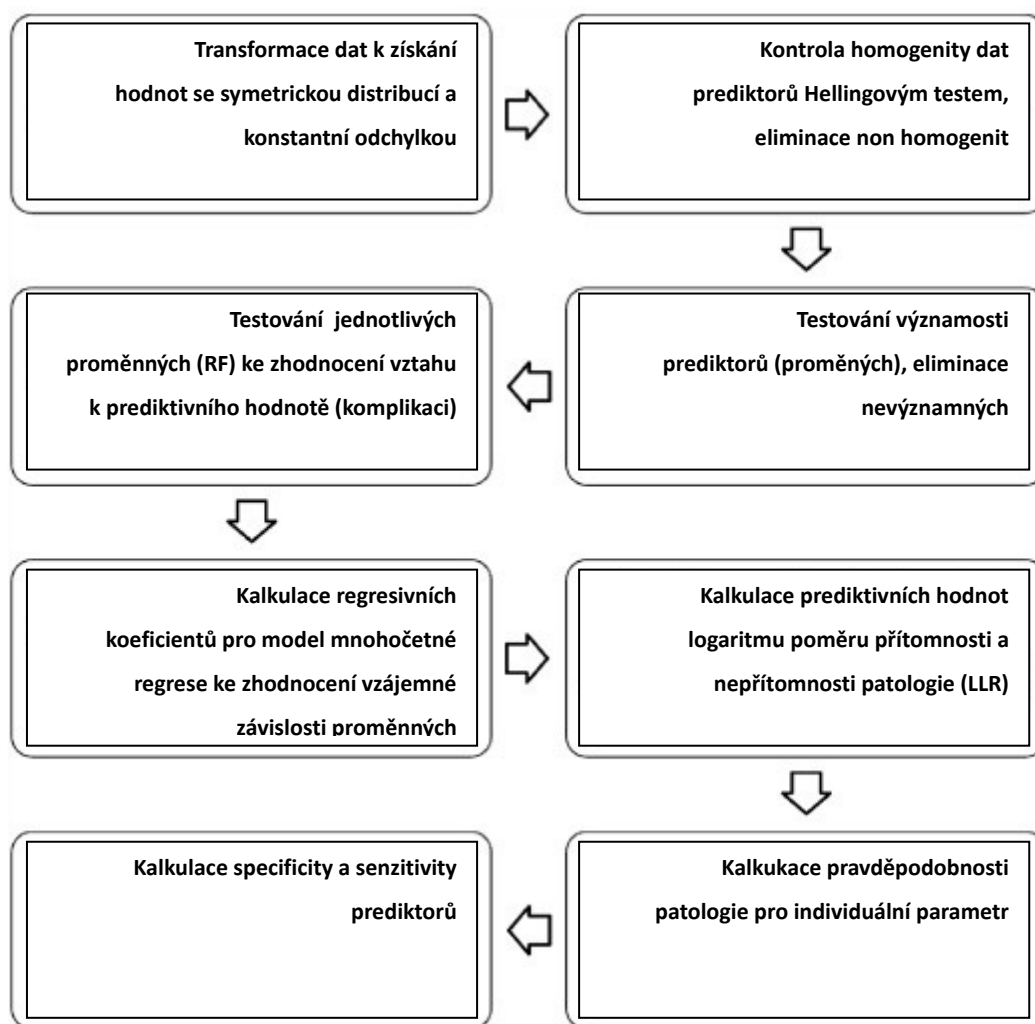 Transformace dat k získání
hodnot se symetrickou distribucí a
konstantní odchylkou
Kontrola homogenity dat
prediktorů Hellingovým testem,
eliminace non homogenit
Testování významosti
prediktorů (proměných), eliminace
nevýznamných
Testování jednotlivých
proměnných (RF) ke zhodnocení vztahu
k prediktivního hodnotě (komplikaci)
Kalkulace regresivních
koeficientů pro model mnohočetné
regrese ke zhodnocení vzájemné
závislosti proměnných
Kalkulace prediktivních hodnot
logaritmu poměru přítomnosti a
nepřítomnosti patologie (LLR)
Kalkukace pravděpodobnosti
patologie pro individuální parametr
Kalkulace specificity a senzitivity
prediktorů